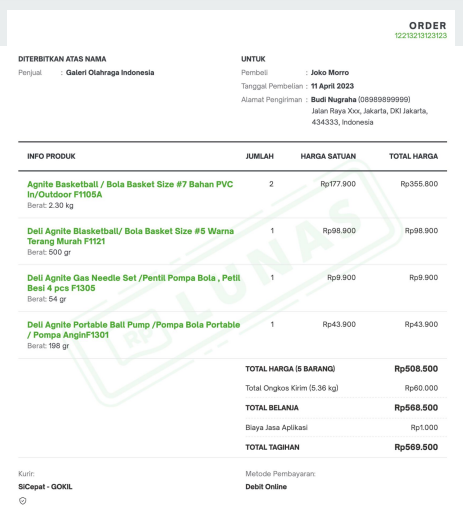 ORDER
12213213123123
DITERBITKAN ATAS NAMA
Penjual : Galeri Olahraga Indonesia
UNTUK
Pembeli : Joko Morro
Tanggal Pembelian : 11 April 2023
Alamat Pengiriman : Budi Nugraha (08989899999)
Jalan Raya Xxx, Jakarta, DKI Jakarta,
434333, Indonesia
INFO PRODUK JUMLAH HARGA SATUAN TOTAL HARGA
Agnite Basketball / Bola Basket Size #7 Bahan PVC 2 Rp177.900 Rp355.800
In/Outdoor F1105A
Berat: 2.30 kg
Deli Agnite Blasketball/ Bola Basket Size #5 Warna 1 Rp98.900 Rp98.900
Terang Murah F1121
Berat: 500 gr
Deli Agnite Gas Needle Set /Pentil Pompa Bola , Petil 1 Rp9.900 Rp9.900
Besi 4 pcs F1305
Berat: 54 gr
Deli Agnite Portable Ball Pump /Pompa Bola Portable 1 Rp43.900 Rp43.900
/ Pompa AnginF1301
Berat: 198 gr
RP LUNAS
TOTAL HARGA (5 BARANG) Rp508.500
Total Ongkos Kirim (5.36 kg) Rp60.000
TOTAL BELANJA Rp568.500
Biaya Jasa Aplikasi Rp1.000
TOTAL TAGIHAN Rp569.500
Kurir:
SiCepat - GOKIL
Metode Pembayaran:
Debit Online